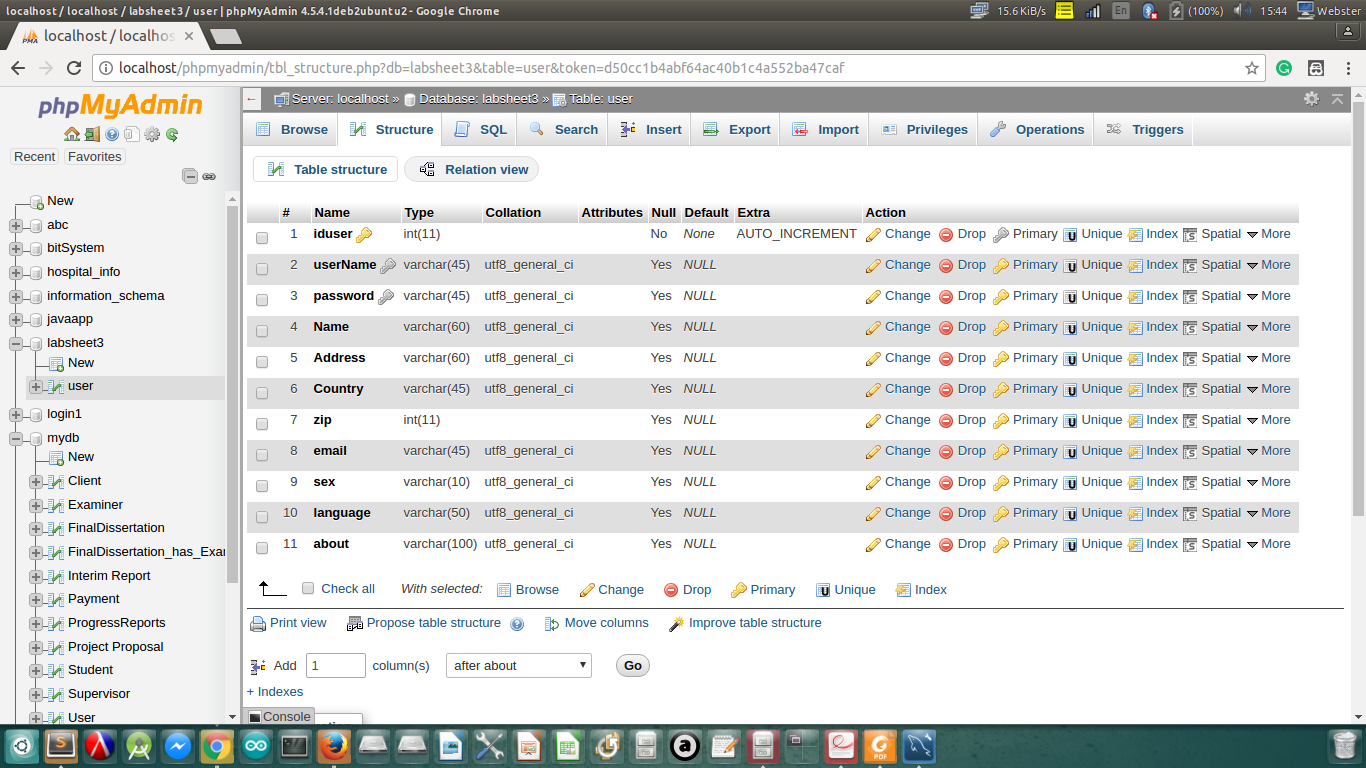 localhost / localhost / labsheet3 / user | phpMyAdmin 4.5.4.1deb2ubuntu2 - Google Chrome 15.6 KiB/s En (100%) 15:44 Webster
PMA localhost / localhos
localhost/phpmyadmin/tbl_structure.php?db=labsheet3&table=user&token=d50cc1b4abf64ac40b1c4a552ba47caf
phpMyAdmin
Recent Favorites
New
abc
bitSystem
hospital_info
information_schema
javaapp
labsheet3
New
user
login1
mydb
New
Client
Examiner
FinalDissertation
FinalDissertation_has_Exa
Interim Report
Payment
ProgressReports
Project Proposal
Student
Supervisor
User
Server: localhost » Database: labsheet3 » Table: user
Browse Structure SQL Search Insert Export Import Privileges Operations Triggers
Table structure Relation view
# Name Type Collation Attributes Null Default Extra Action
1 iduser int(11) No None AUTO_INCREMENT Change Drop Primary Unique Index Spatial More
2 userName varchar(45) utf8_general_ci Yes NULL Change Drop Primary Unique Index Spatial More
3 password varchar(45) utf8_general_ci Yes NULL Change Drop Primary Unique Index Spatial More
4 Name varchar(60) utf8_general_ci Yes NULL Change Drop Primary Unique Index Spatial More
5 Address varchar(60) utf8_general_ci Yes NULL Change Drop Primary Unique Index Spatial More
6 Country varchar(45) utf8_general_ci Yes NULL Change Drop Primary Unique Index Spatial More
7 zip int(11) Yes NULL Change Drop Primary Unique Index Spatial More
8 email varchar(45) utf8_general_ci Yes NULL Change Drop Primary Unique Index Spatial More
9 sex varchar(10) utf8_general_ci Yes NULL Change Drop Primary Unique Index Spatial More
10 language varchar(50) utf8_general_ci Yes NULL Change Drop Primary Unique Index Spatial More
11 about varchar(100) utf8_general_ci Yes NULL Change Drop Primary Unique Index Spatial More
Check all With selected: Browse Change Drop Primary Unique Index
Print view Propose table structure Move columns Improve table structure
Add 1 column(s) after about Go
+ Indexes
Console